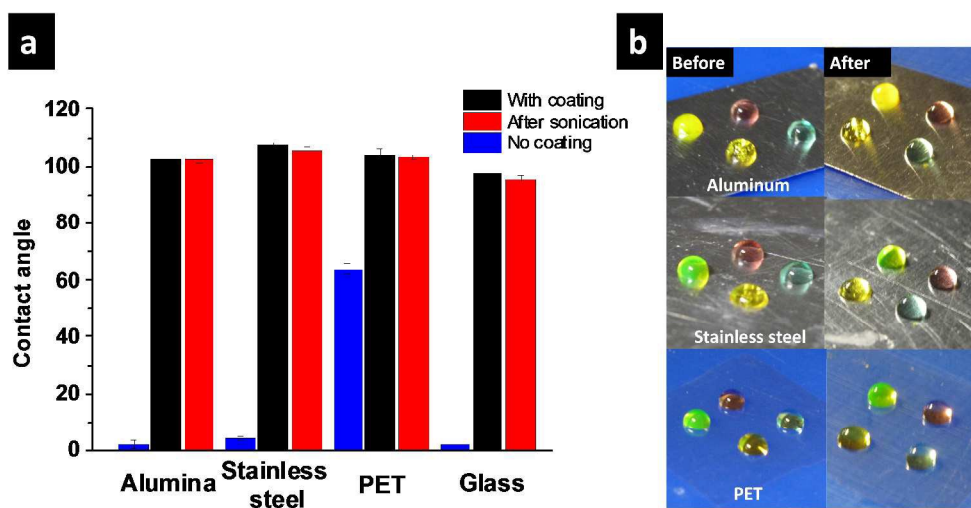 a
120
100
80
60
40
20
0
Contact angle
With coating
After sonication
No coating
Alumina
Stainless
steel
PET
Glass
b
Before
After
Aluminum
Stainless steel
PET